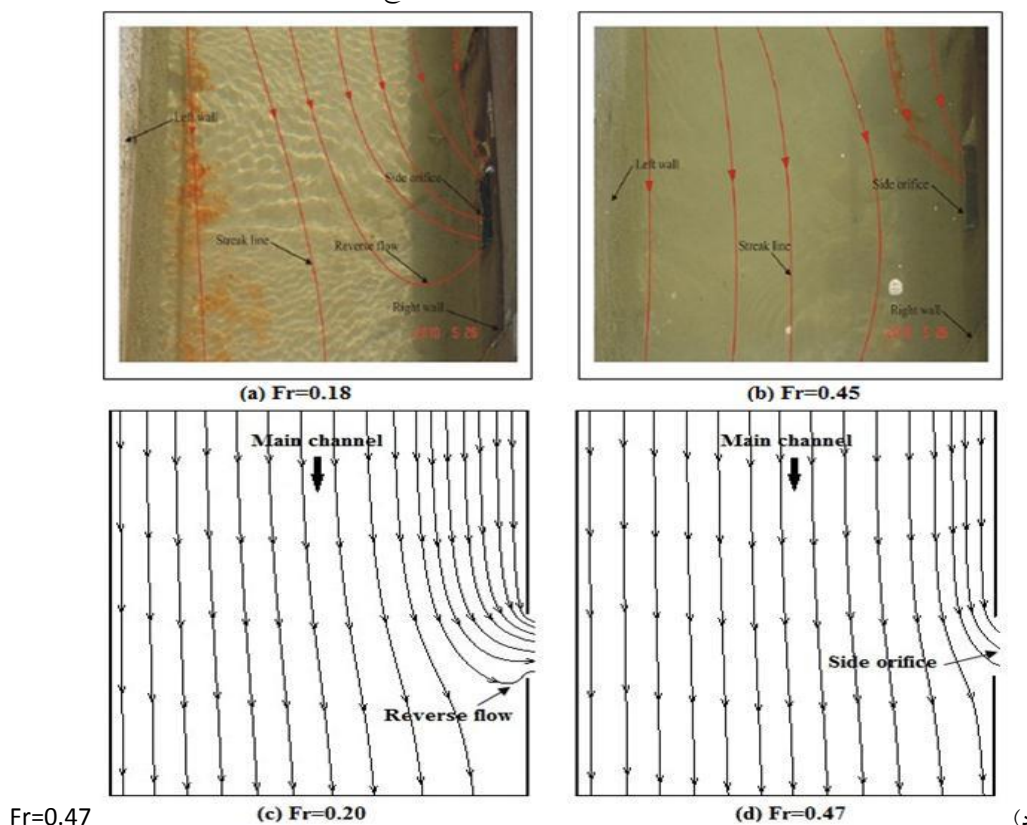 Left wall
Side orifice
Streak line
Reverse flow
Right wall
2010 5 26
(a) Fr=0.18
Left wall
Side orifice
Streak line
Right wall
2010 5 26
(b) Fr=0.45
Main channel
Reverse flow
(c) Fr=0.20
Main channel
Side orifice
(d) Fr=0.47
Fr=0.47